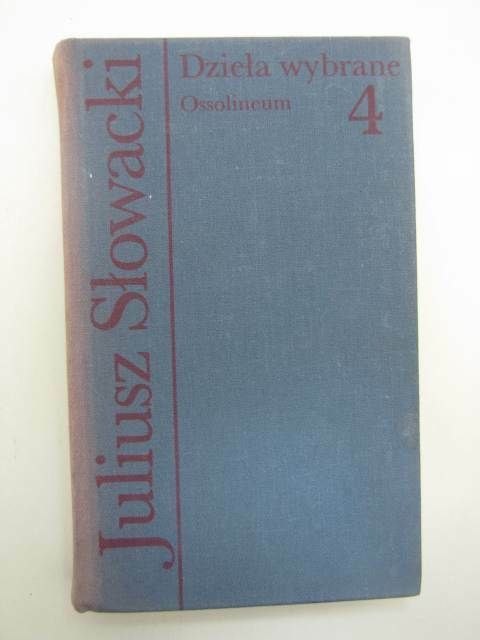 Juliusz Słowacki
Dzieła wybrane
Ossolineum
4